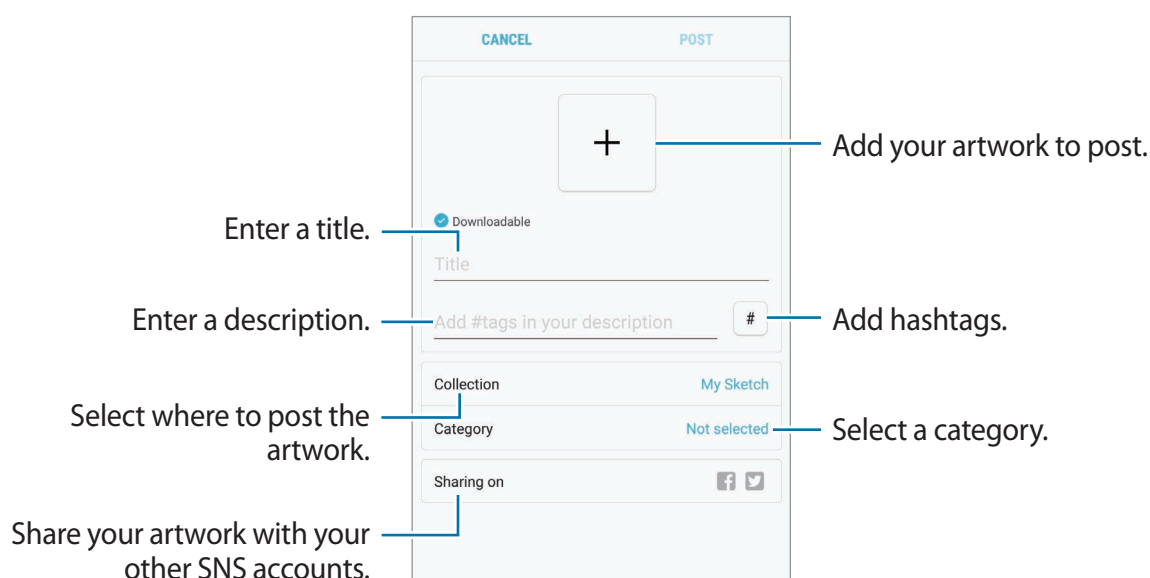 CANCEL POST
+
Add your artwork to post.
Downloadable
Enter a title.
Title
Enter a description.
Add #tags in your description
#
Add hashtags.
Collection My Sketch
Select where to post the
artwork.
Category Not selected
Select a category.
Sharing on
Share your artwork with your
other SNS accounts.